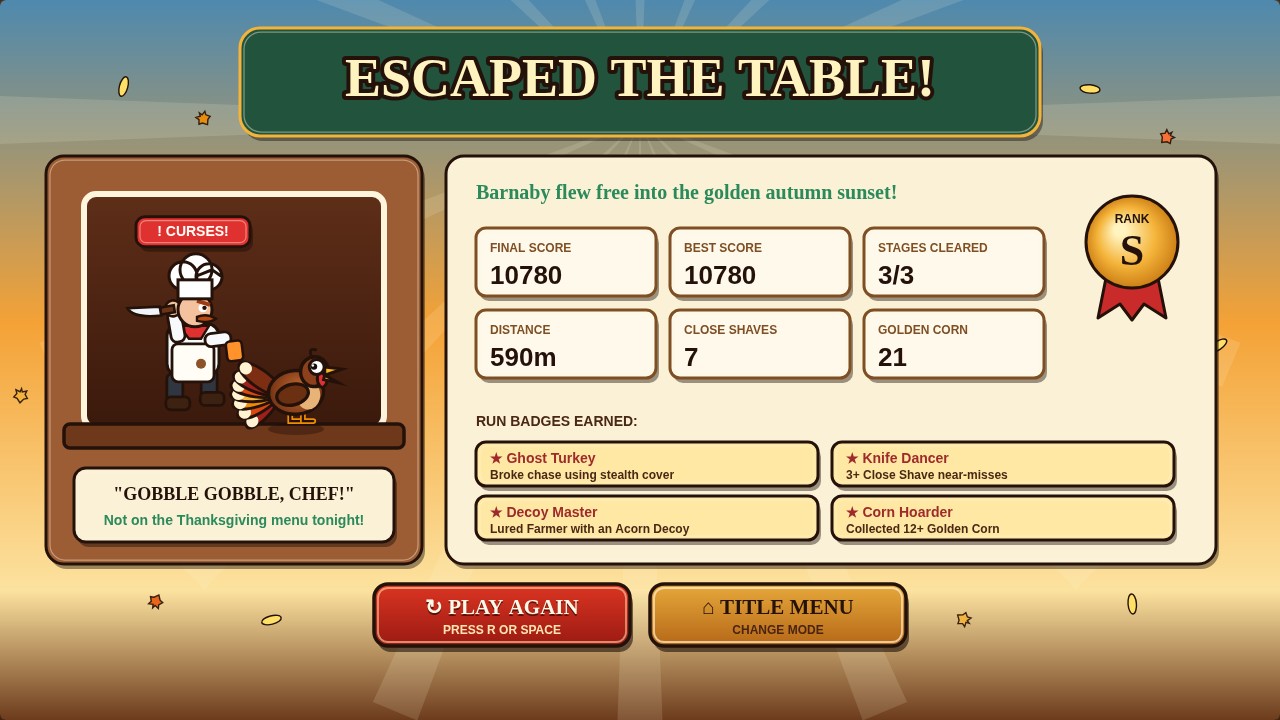 ESCAPED THE TABLE!
! CURSES!
"GOBBLE GOBBLE, CHEF!"
Not on the Thanksgiving menu tonight!
Barnaby flew free into the golden autumn sunset!
RANK
S
FINAL SCORE
10780
BEST SCORE
10780
STAGES CLEARED
3/3
DISTANCE
590m
CLOSE SHAVES
7
GOLDEN CORN
21
RUN BADGES EARNED:
★ Ghost Turkey
Broke chase using stealth cover
★ Knife Dancer
3+ Close Shave near-misses
★ Decoy Master
Lured Farmer with an Acorn Decoy
★ Corn Hoarder
Collected 12+ Golden Corn
↻ PLAY AGAIN
PRESS R OR SPACE
⌂ TITLE MENU
CHANGE MODE